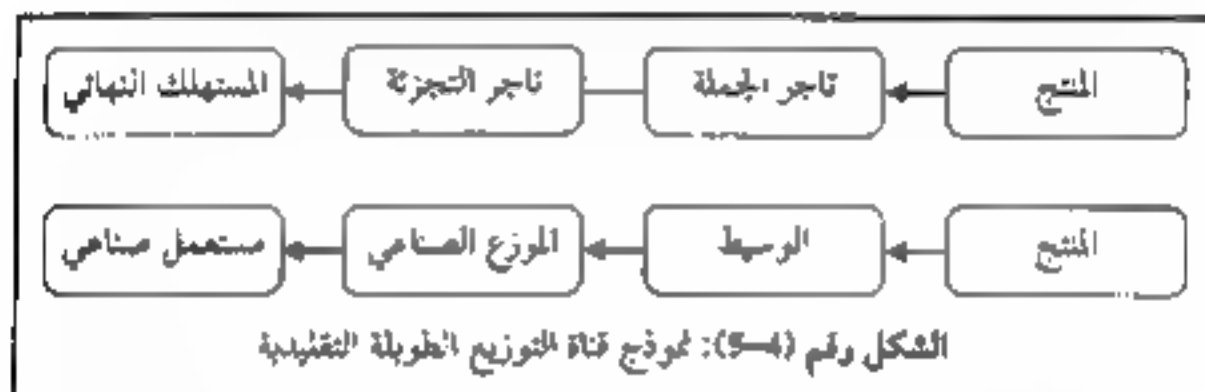 المنتج تاجر الجملة تاجر التجزئة المستهلك النهائي
المنتج الوسيط الموزع الصناعي مستعمل صناعي
الشكل رقم (4-5): نموذج قناة التوزيع الطويلة التقليدية